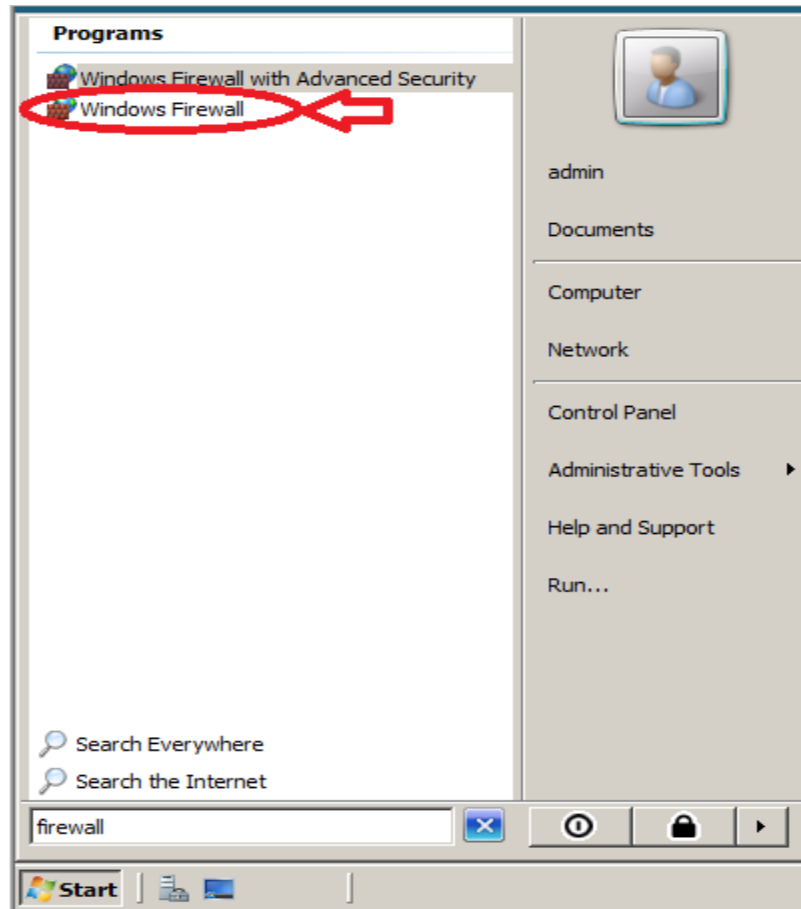 Programs
Windows Firewall with Advanced Security
Windows Firewall
admin
Documents
Computer
Network
Control Panel
Administrative Tools
Help and Support
Run...
Search Everywhere
Search the Internet
firewall
Start